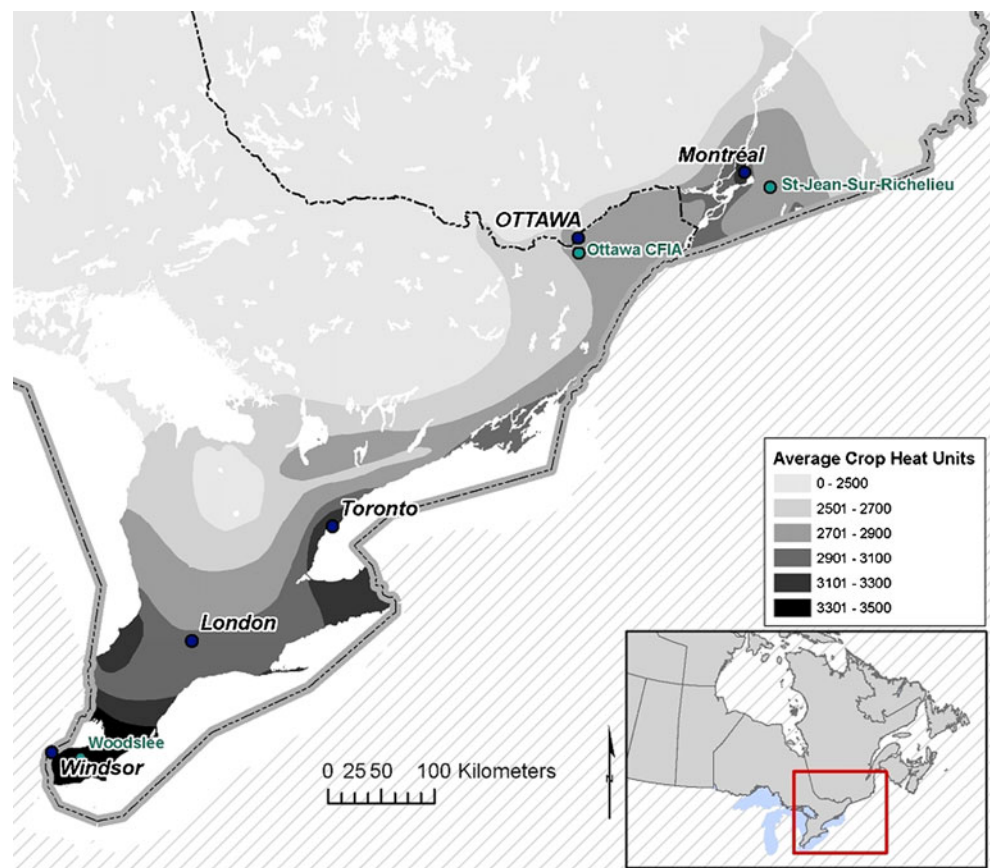 Montréal
St-Jean-Sur-Richelieu
OTTAWA
Ottawa CFIA
Toronto
London
Woodslee
Windsor
0 25 50 100 Kilometers
Average Crop Heat Units
0 - 2500
2501 - 2700
2701 - 2900
2901 - 3100
3101 - 3300
3301 - 3500